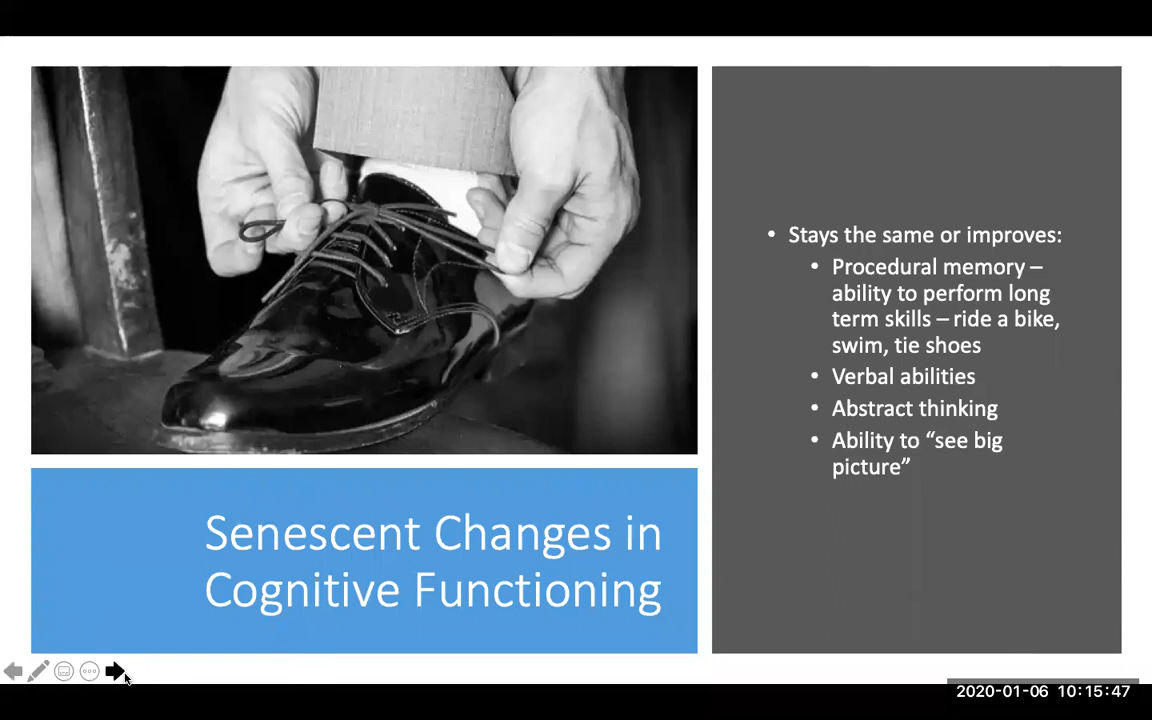 Senescent Changes in
Cognitive Functioning
• Stays the same or improves:
• Procedural memory –
ability to perform long
term skills – ride a bike,
swim, tie shoes
• Verbal abilities
• Abstract thinking
• Ability to “see big
picture”
2020-01-06 10:15:47